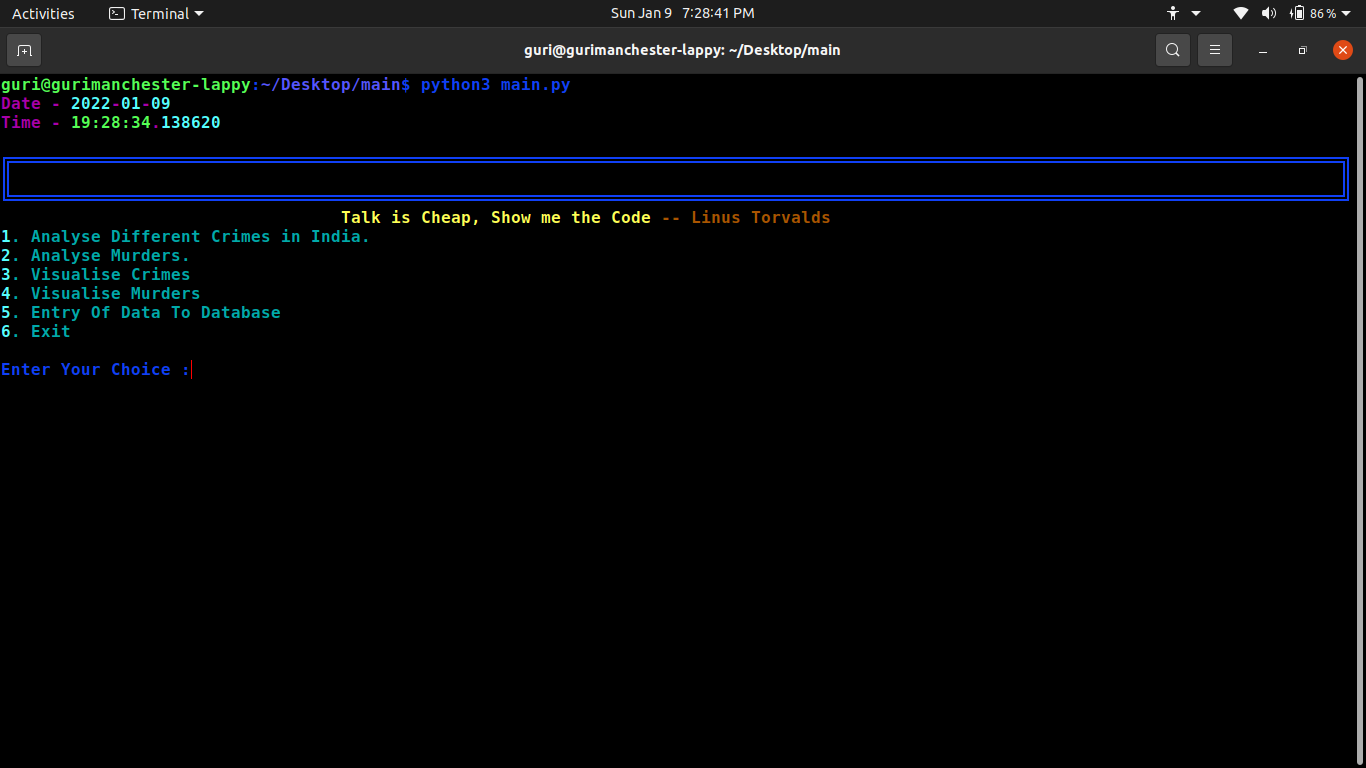 Activities Terminal Sun Jan 9 7:28:41 PM 86%
guri@gurimanchester-lappy: ~/Desktop/main
guri@gurimanchester-lappy:~/Desktop/main$ python3 main.py
Date - 2022-01-09
Time - 19:28:34.138620
Talk is Cheap, Show me the Code -- Linus Torvalds
1. Analyse Different Crimes in India.
2. Analyse Murders.
3. Visualise Crimes
4. Visualise Murders
5. Entry Of Data To Database
6. Exit
Enter Your Choice :